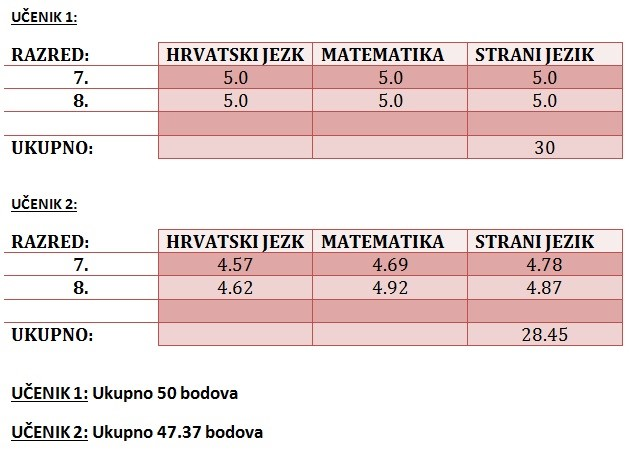 UČENIK 1:
RAZRED: HRVATSKI JEZK MATEMATIKA STRANI JEZIK
7. 5.0 5.0 5.0
8. 5.0 5.0 5.0
UKUPNO: 30
UČENIK 2:
RAZRED: HRVATSKI JEZK MATEMATIKA STRANI JEZIK
7. 4.57 4.69 4.78
8. 4.62 4.92 4.87
UKUPNO: 28.45
UČENIK 1: Ukupno 50 bodova
UČENIK 2: Ukupno 47.37 bodova